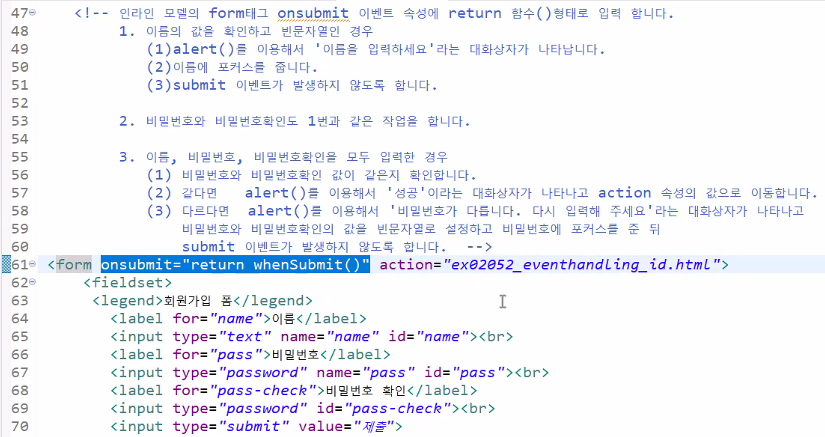 47 <!-- 인라인 모델의 form태그 onsubmit 이벤트 속성에 return 함수()형태로 입력 합니다.
48 1. 이름의 값을 확인하고 빈문자열인 경우
49 (1)alert()를 이용해서 '이름을 입력하세요'라는 대화상자가 나타납니다.
50 (2)이름에 포커스를 줍니다.
51 (3)submit 이벤트가 발생하지 않도록 합니다.
52
53 2. 비밀번호와 비밀번호확인도 1번과 같은 작업을 합니다.
54
55 3. 이름, 비밀번호, 비밀번호확인을 모두 입력한 경우
56 (1) 비밀번호와 비밀번호확인 값이 같은지 확인합니다.
57 (2) 같다면 alert()를 이용해서 '성공'이라는 대화상자가 나타나고 action 속성의 값으로 이동합니다.
58 (3) 다르다면 alert()를 이용해서 '비밀번호가 다릅니다. 다시 입력해 주세요'라는 대화상자가 나타나고
59 비밀번호와 비밀번호확인의 값을 빈문자열로 설정하고 비밀번호에 포커스를 준 뒤
60 submit 이벤트가 발생하지 않도록 합니다. -->
61 <form onsubmit="return whenSubmit()" action="ex02052_eventhandling_id.html">
62 <fieldset>
63 <legend>회원가입 폼</legend>
64 <label for="name">이름</label>
65 <input type="text" name="name" id="name"><br>
66 <label for="pass">비밀번호</label>
67 <input type="password" name="pass" id="pass"><br>
68 <label for="pass-check">비밀번호 확인</label>
69 <input type="password" id="pass-check"><br>
70 <input type="submit" value="제출">